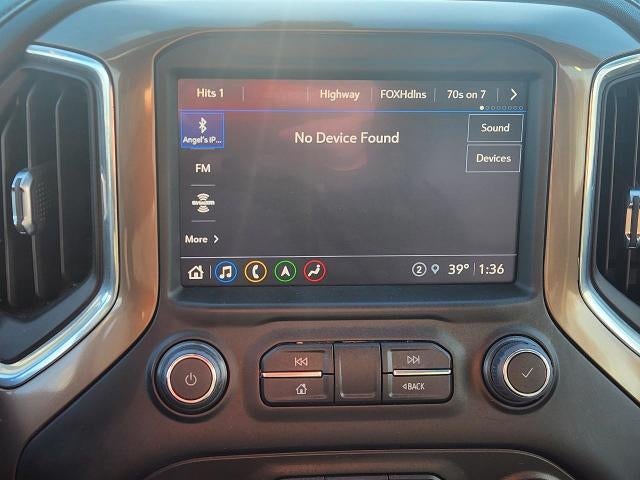 Hits 1 Highway FOXHdlns 70s on 7
Angel's iP...
No Device Found
Sound
FM
Devices
SiriusXM
More
2 39° 1:36
BACK